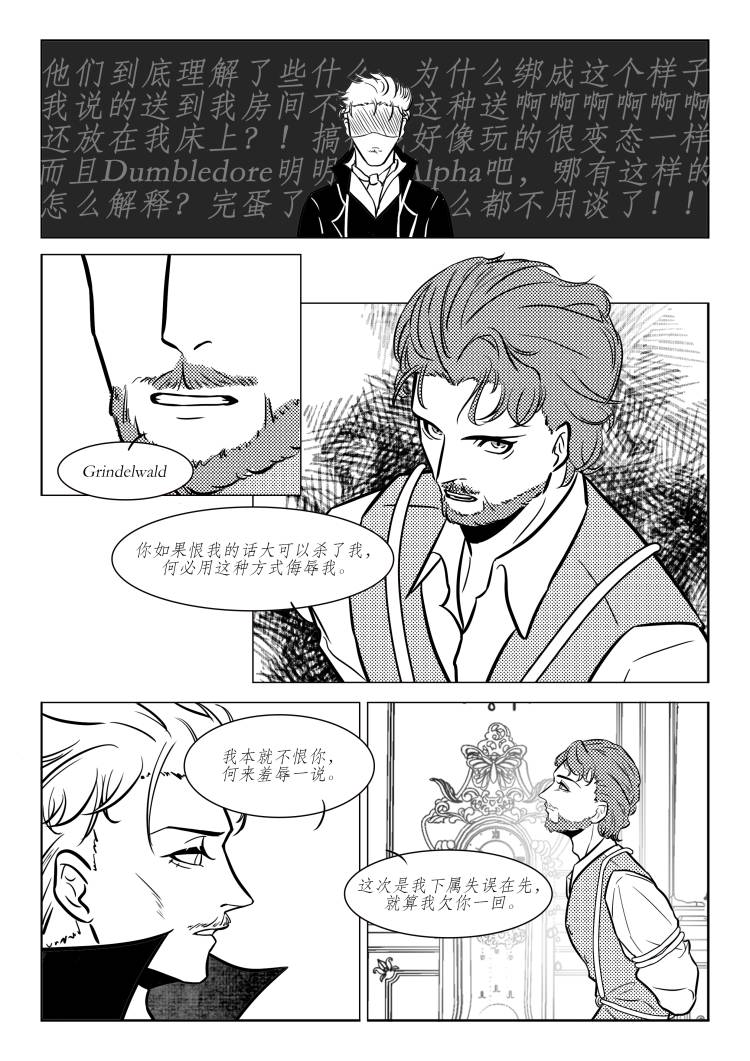 他们到底理解了些什么 为什么绑成这个样子
我说的送到我房间不 这种送啊啊啊啊啊啊
还放在我床上？！搞 好像玩的很变态一样
而且Dumbledore明明 Alpha吧，哪有这样的
怎么解释？完蛋了 么都不用谈了！！
Grindelwald
你如果恨我的话大可以杀了我，
何必用这种方式侮辱我。
我本就不恨你，
何来羞辱一说。
这次是我下属失误在先，
就算我欠你一回。